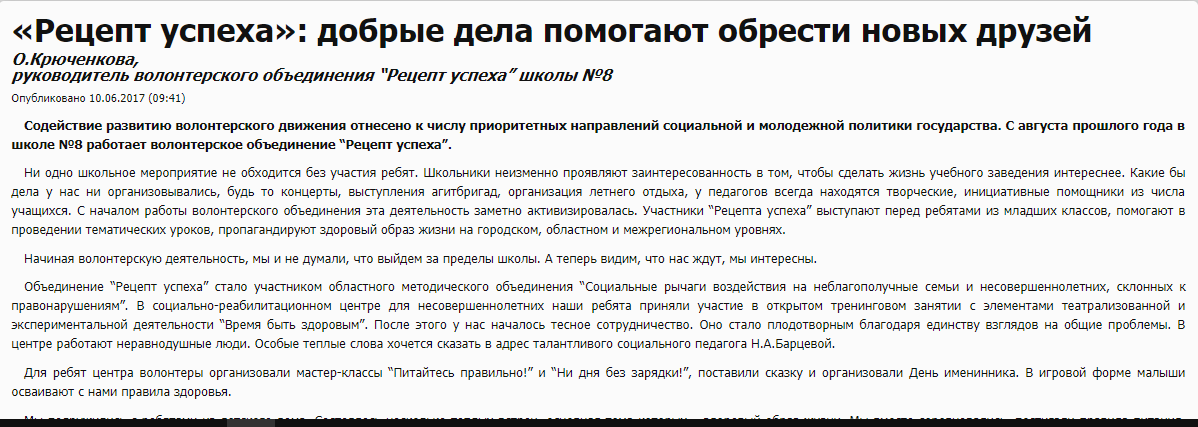 «Рецепт успеха»: добрые дела помогают обрести новых друзей
О.Крюченкова,
руководитель волонтерского объединения “Рецепт успеха” школы №8
Опубликовано 10.06.2017 (09:41)
Содействие развитию волонтерского движения отнесено к числу приоритетных направлений социальной и молодежной политики государства. С августа прошлого года в
школе №8 работает волонтерское объединение “Рецепт успеха”.
Ни одно школьное мероприятие не обходится без участия ребят. Школьники неизменно проявляют заинтересованность в том, чтобы сделать жизнь учебного заведения интереснее. Какие бы
дела у нас ни организовывались, будь то концерты, выступления агитбригад, организация летнего отдыха, у педагогов всегда находятся творческие, инициативные помощники из числа
учащихся. С началом работы волонтерского объединения эта деятельность заметно активизировалась. Участники “Рецепта успеха” выступают перед ребятами из младших классов, помогают в
проведении тематических уроков, пропагандируют здоровый образ жизни на городском, областном и межрегиональном уровнях.
Начиная волонтерскую деятельность, мы и не думали, что выйдем за пределы школы. А теперь видим, что нас ждут, мы интересны.
Объединение “Рецепт успеха” стало участником областного методического объединения “Социальные рычаги воздействия на неблагополучные семьи и несовершеннолетних, склонных к
правонарушениям”. В социально-реабилитационном центре для несовершеннолетних наши ребята приняли участие в открытом тренинговом занятии с элементами театрализованной и
экспериментальной деятельности “Время быть здоровым”. После этого у нас началось тесное сотрудничество. Оно стало плодотворным благодаря единству взглядов на общие проблемы. В
центре работают неравнодушные люди. Особые теплые слова хочется сказать в адрес талантливого социального педагога Н.А.Барцевой.
Для ребят центра волонтеры организовали мастер-классы “Питайтесь правильно!” и “Ни дня без зарядки!”, поставили сказку и организовали День именинника. В игровой форме малыши
осваивают с нами правила здоровья.